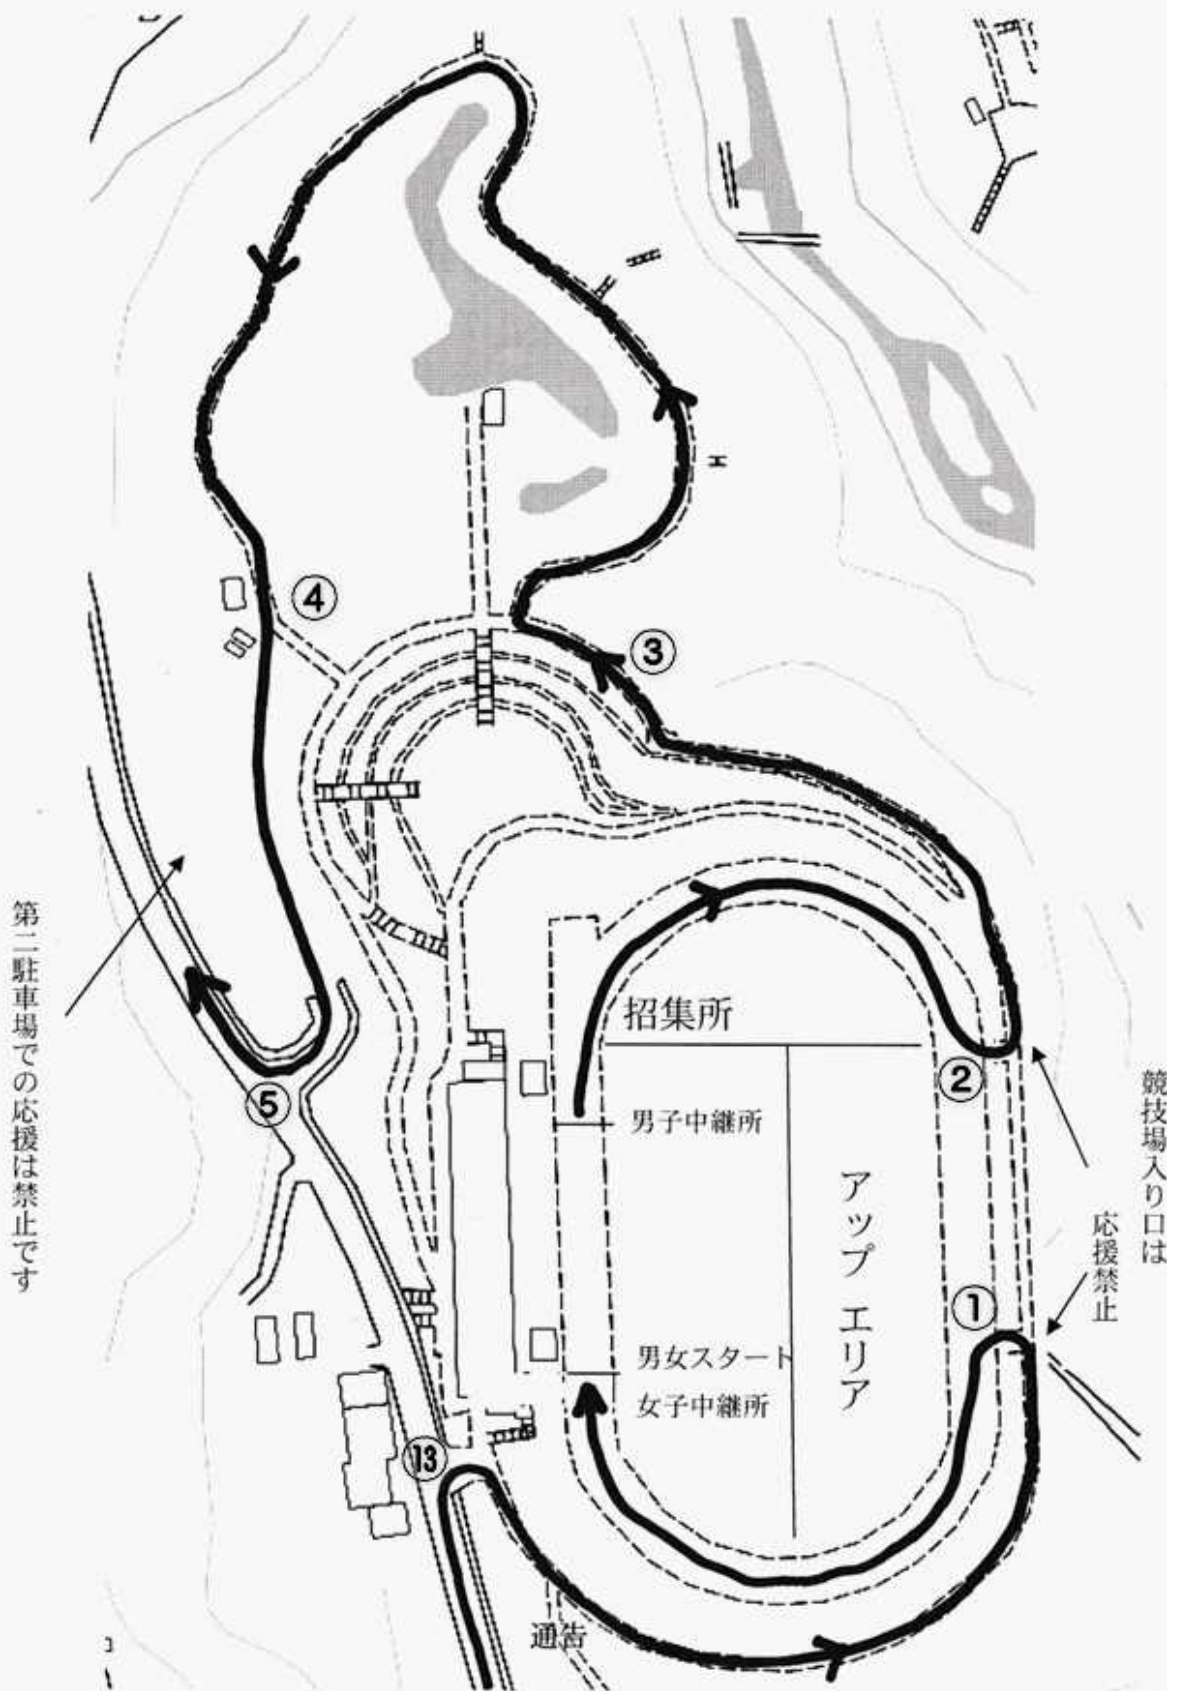 ③
④
招集所
②
⑤
男子中継所
競技場入り口は
応援禁止
第二駐車場での応援は禁止です
アップ エリア
①
男女スタート
女子中継所
⑬
通告